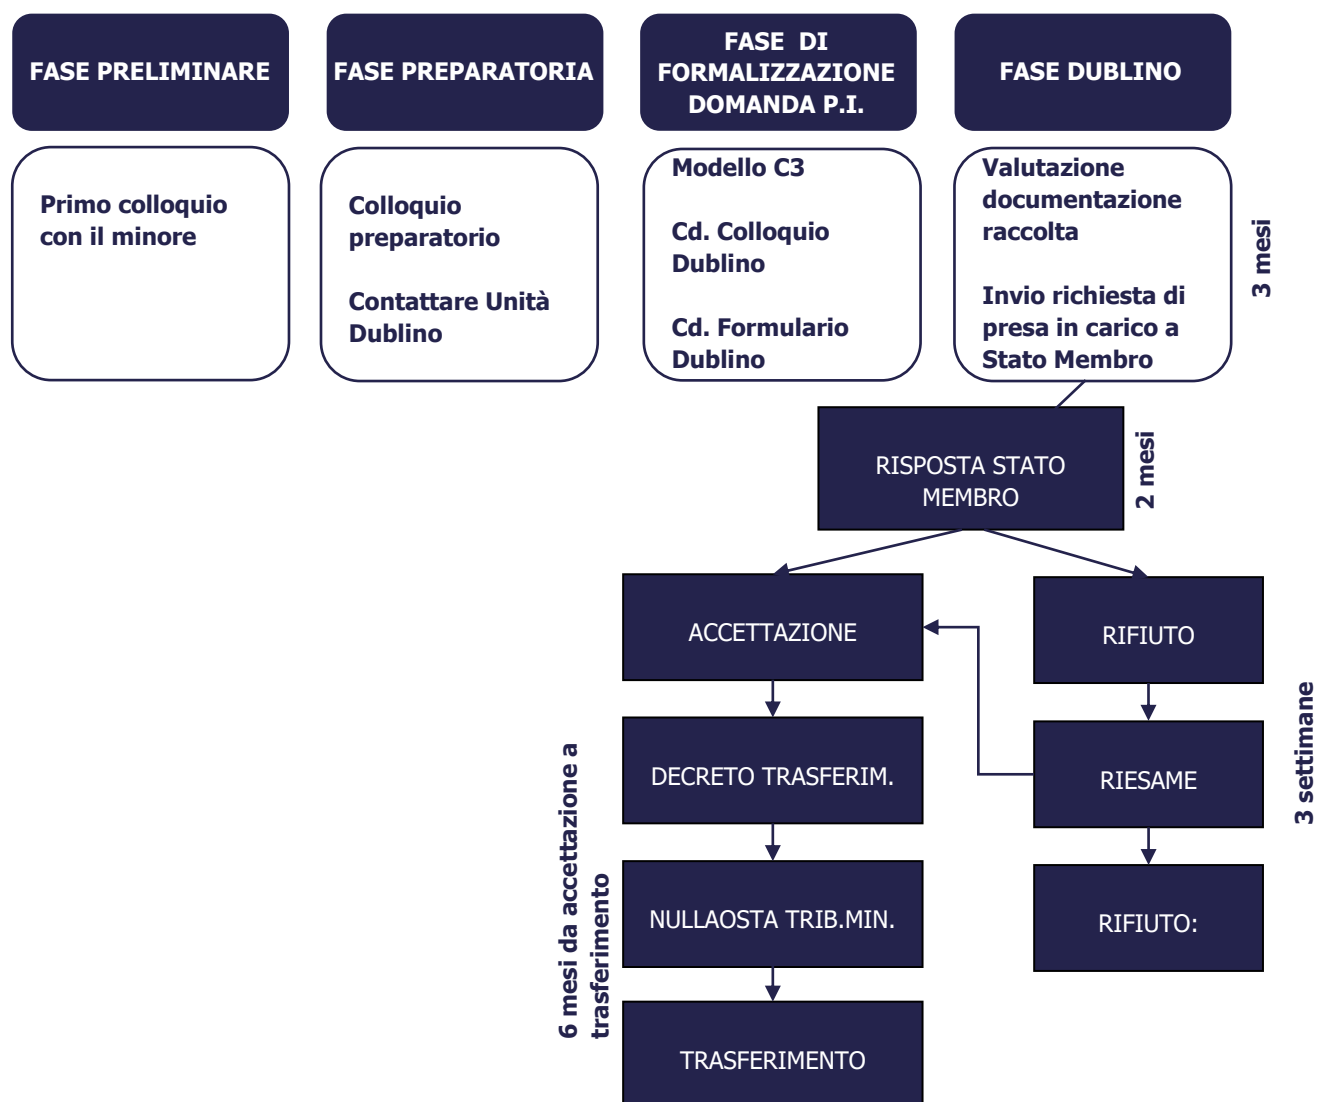 FASE PRELIMINARE
FASE PREPARATORIA
FASE DI
FORMALIZZAZIONE
DOMANDA P.I.
FASE DUBLINO
Primo colloquio
con il minore
Colloquio
preparatorio
Contattare Unità
Dublino
Modello C3
Cd. Colloquio
Dublino
Cd. Formulario
Dublino
Valutazione
documentazione
raccolta
Invio richiesta di
presa in carico a
Stato Membro
3 mesi
RISPOSTA STATO
MEMBRO
2 mesi
ACCETTAZIONE
RIFIUTO
DECRETO TRASFERIM.
RIESAME
3 settimane
NULLAOSTA TRIB.MIN.
RIFIUTO:
6 mesi da accettazione a
trasferimento
TRASFERIMENTO